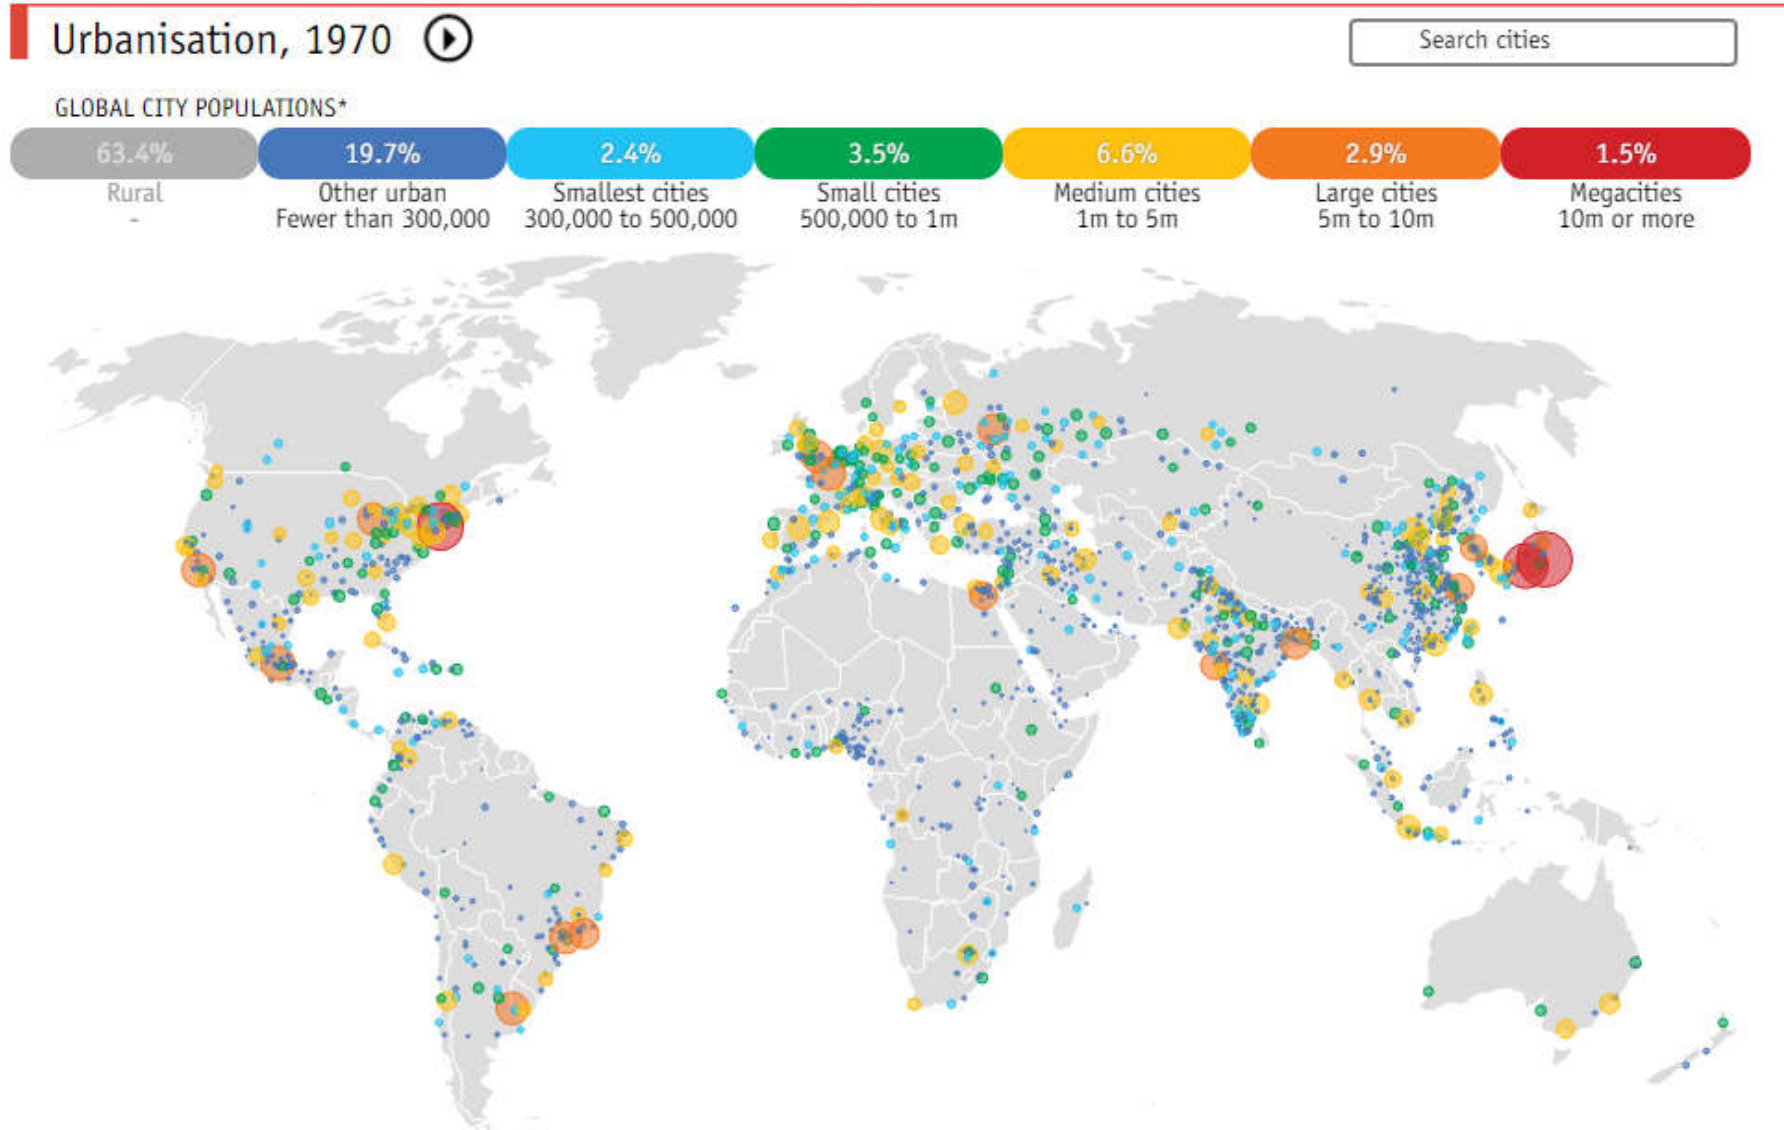 Urbanisation, 1970
Search cities
GLOBAL CITY POPULATIONS*
63.4% 19.7% 2.4% 3.5% 6.6% 2.9% 1.5%
Rural Other urban Smallest cities Small cities Medium cities Large cities Megacities
- Fewer than 300,000 300,000 to 500,000 500,000 to 1m 1m to 5m 5m to 10m 10m or more